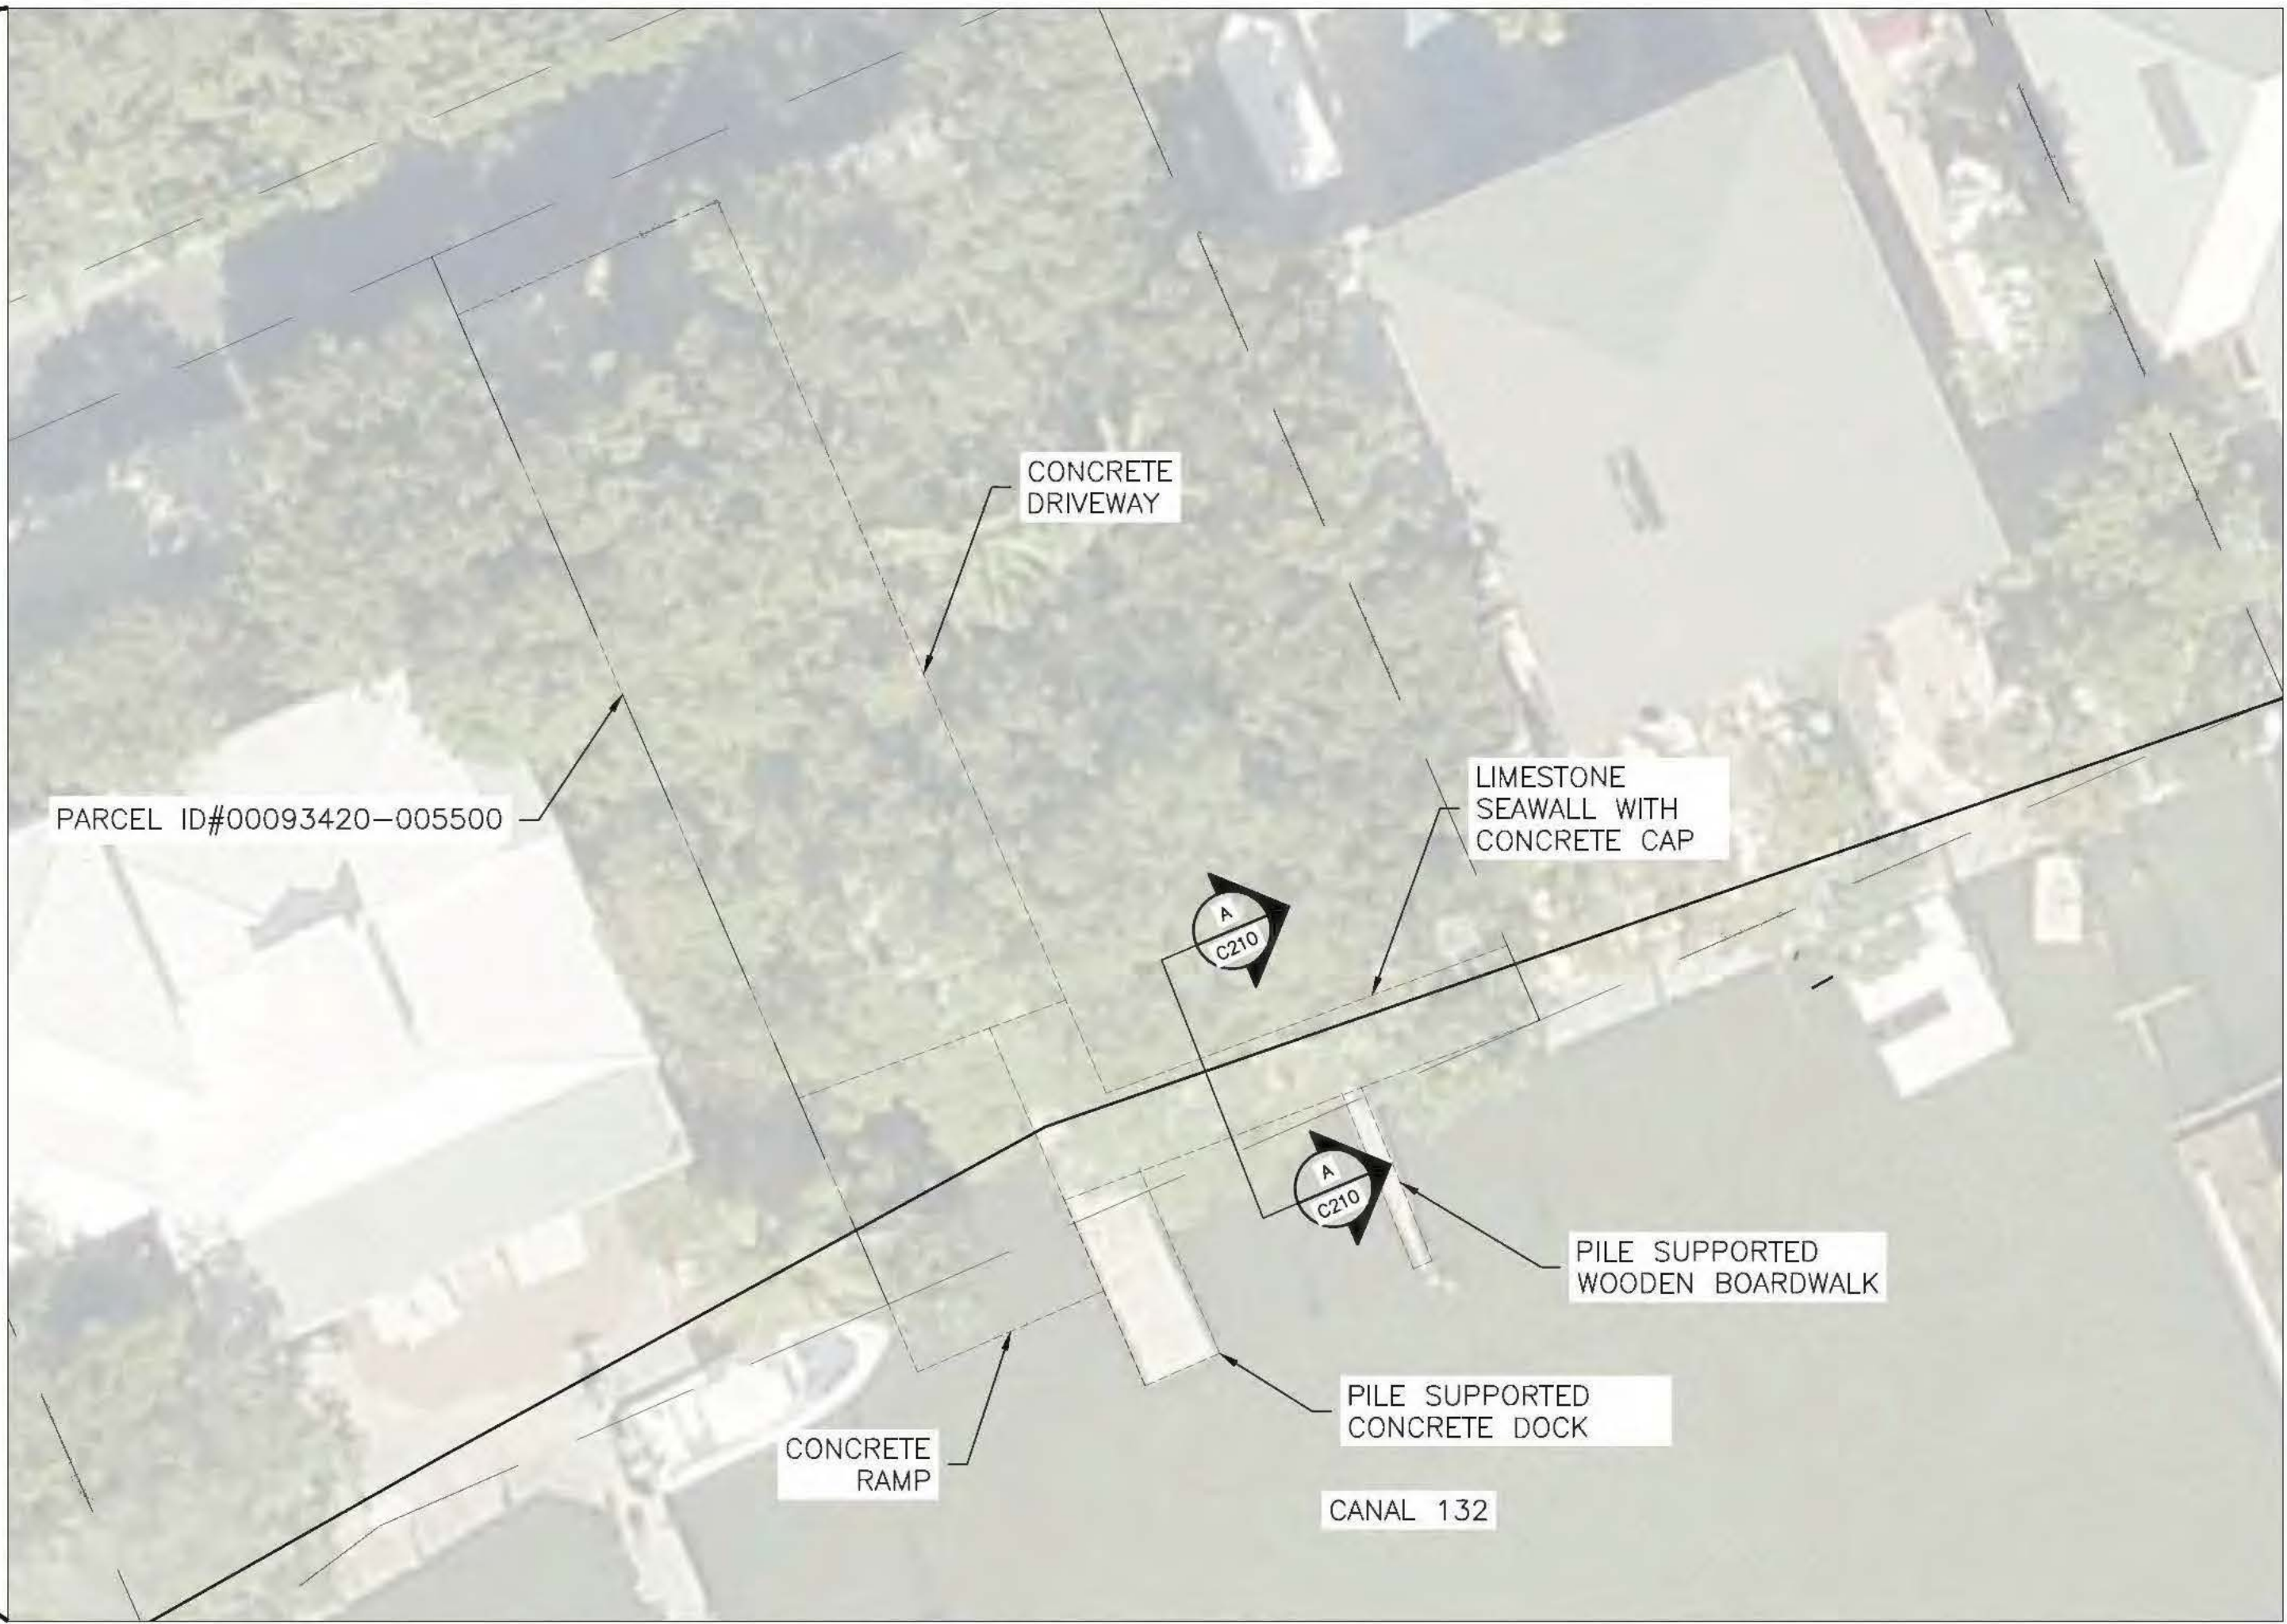 CONCRETE
DRIVEWAY
PARCEL ID#00093420-005500
LIMESTONE
SEAWALL WITH
CONCRETE CAP
A
C210
A
C210
PILE SUPPORTED
WOODEN BOARDWALK
PILE SUPPORTED
CONCRETE DOCK
CONCRETE
RAMP
CANAL 132